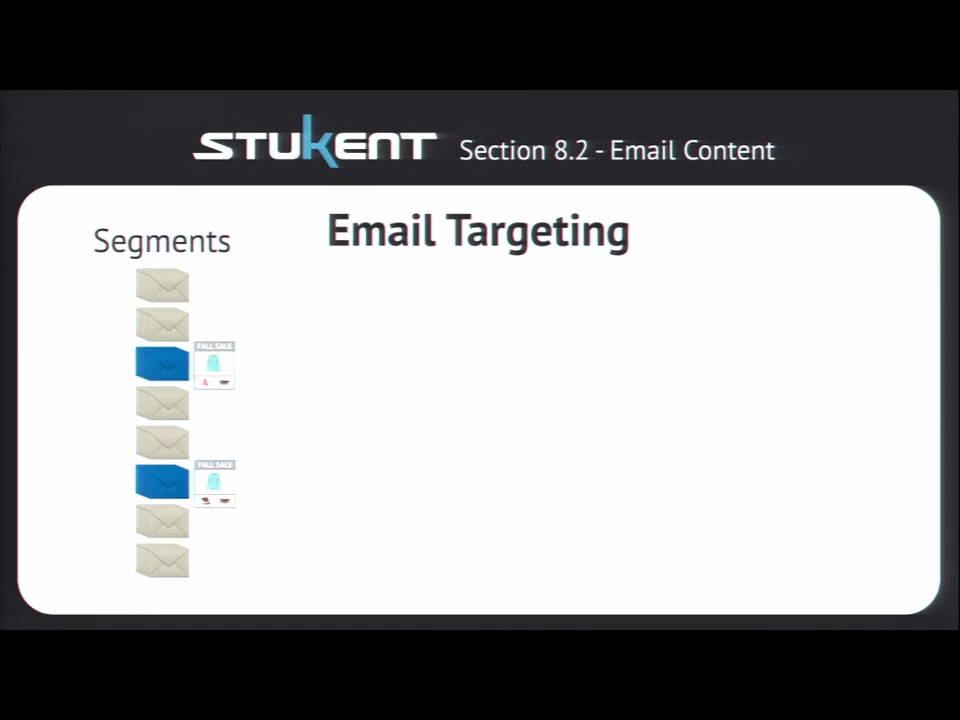 STUKENT Section 8.2 - Email Content
Email Targeting
Segments
FALL SALE
FALL SALE